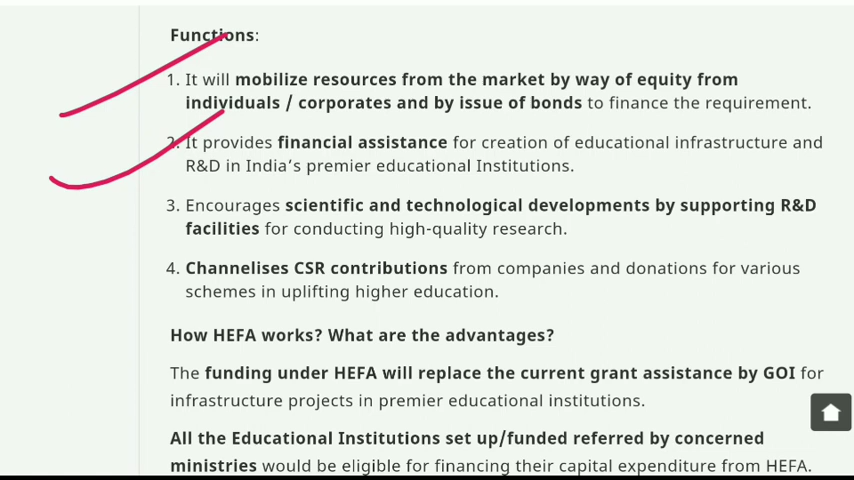 Functions:
1. It will mobilize resources from the market by way of equity from
individuals / corporates and by issue of bonds to finance the requirement.
2. It provides financial assistance for creation of educational infrastructure and
R&D in India’s premier educational Institutions.
3. Encourages scientific and technological developments by supporting R&D
facilities for conducting high-quality research.
4. Channelises CSR contributions from companies and donations for various
schemes in uplifting higher education.
How HEFA works? What are the advantages?
The funding under HEFA will replace the current grant assistance by GOI for
infrastructure projects in premier educational institutions.
All the Educational Institutions set up/funded referred by concerned
ministries would be eligible for financing their capital expenditure from HEFA.